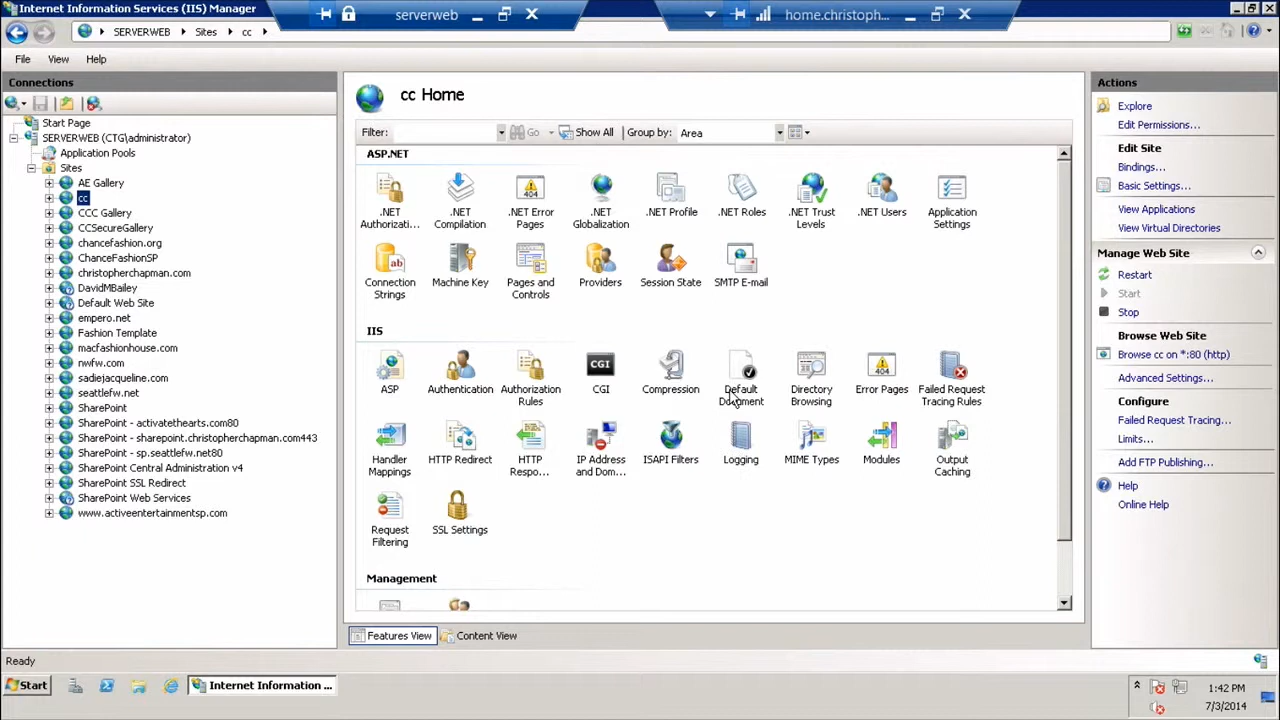 Internet Information Services (IIS) Manager
serverweb
home.christoph...
SERVERWEB
Sites
cc
File View Help
Connections
Start Page
SERVERWEB (CTG\administrator)
Application Pools
Sites
AE Gallery
cc
CCC Gallery
CCSecureGallery
chancefashion.org
ChanceFashionSP
christopherchapman.com
DavidMBailey
Default Web Site
empero.net
Fashion Template
macfashionhouse.com
nwfw.com
sadiejacqueline.com
seattlefw.net
SharePoint
SharePoint - activatethearts.com80
SharePoint - sharepoint.christopherchapman.com443
SharePoint - sp.seattlefw.net80
SharePoint Central Administration v4
SharePoint SSL Redirect
SharePoint Web Services
www.activeentertainmentsp.com
cc Home
Filter: Go Show All Group by: Area
ASP.NET
.NET Authorizati...
.NET Compilation
.NET Error Pages
.NET Globalization
.NET Profile
.NET Roles
.NET Trust Levels
.NET Users
Application Settings
Connection Strings
Machine Key
Pages and Controls
Providers
Session State
SMTP E-mail
IIS
ASP
Authentication
Authorization Rules
CGI
CGI
Compression
Default Document
Directory Browsing
Error Pages
Failed Request Tracing Rules
Handler Mappings
HTTP Redirect
HTTP Respo...
IP Address and Dom...
ISAPI Filters
Logging
MIME Types
Modules
Output Caching
Request Filtering
SSL Settings
Management
Features View Content View
Actions
Explore
Edit Permissions...
Edit Site
Bindings...
Basic Settings...
View Applications
View Virtual Directories
Manage Web Site
Restart
Start
Stop
Browse Web Site
Browse cc on *:80 (http)
Advanced Settings...
Configure
Failed Request Tracing...
Limits...
Add FTP Publishing...
Help
Online Help
Ready
Start
Internet Information ...
1:42 PM
7/3/2014